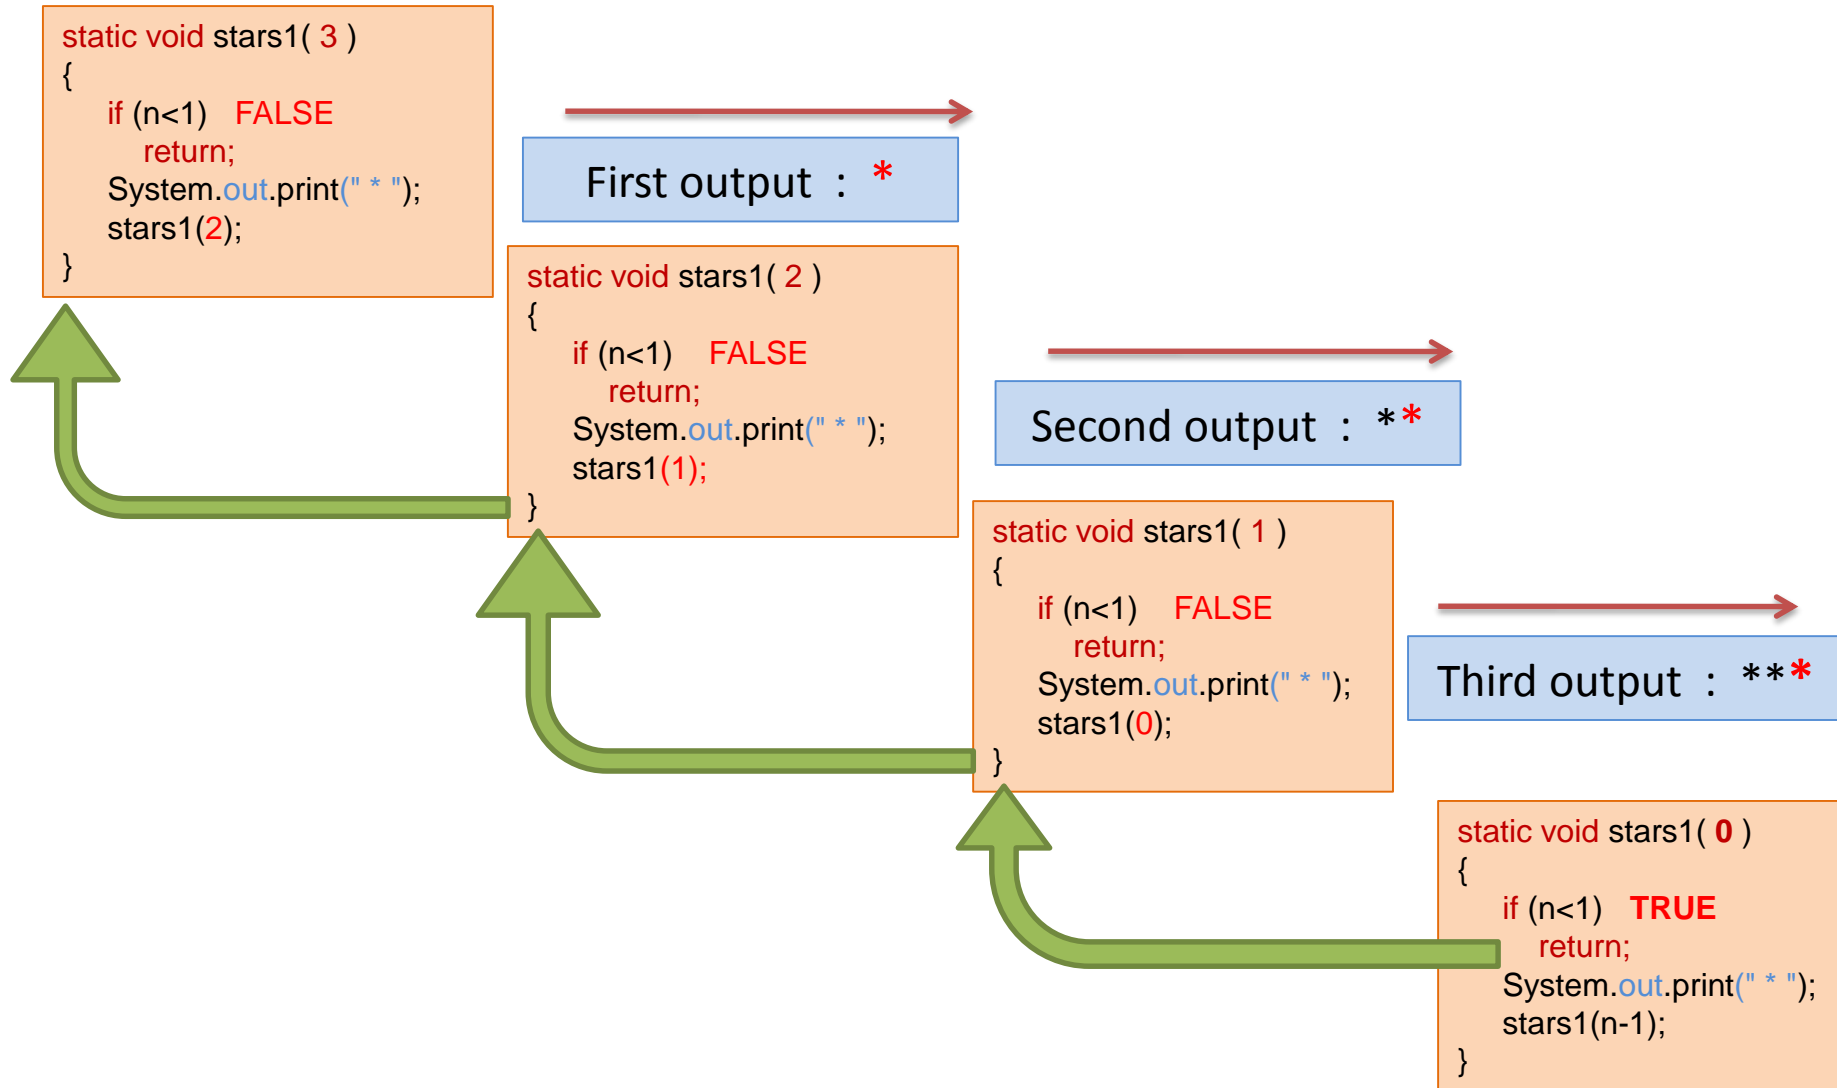 static void stars1( 3 )
{
if (n<1) FALSE
return;
System.out.print(" * ");
stars1(2);
}
First output : *
static void stars1( 2 )
{
if (n<1) FALSE
return;
System.out.print(" * ");
stars1(1);
}
Second output : **
static void stars1( 1 )
{
if (n<1) FALSE
return;
System.out.print(" * ");
stars1(0);
}
Third output : ***
static void stars1( 0 )
{
if (n<1) TRUE
return;
System.out.print(" * ");
stars1(n-1);
}